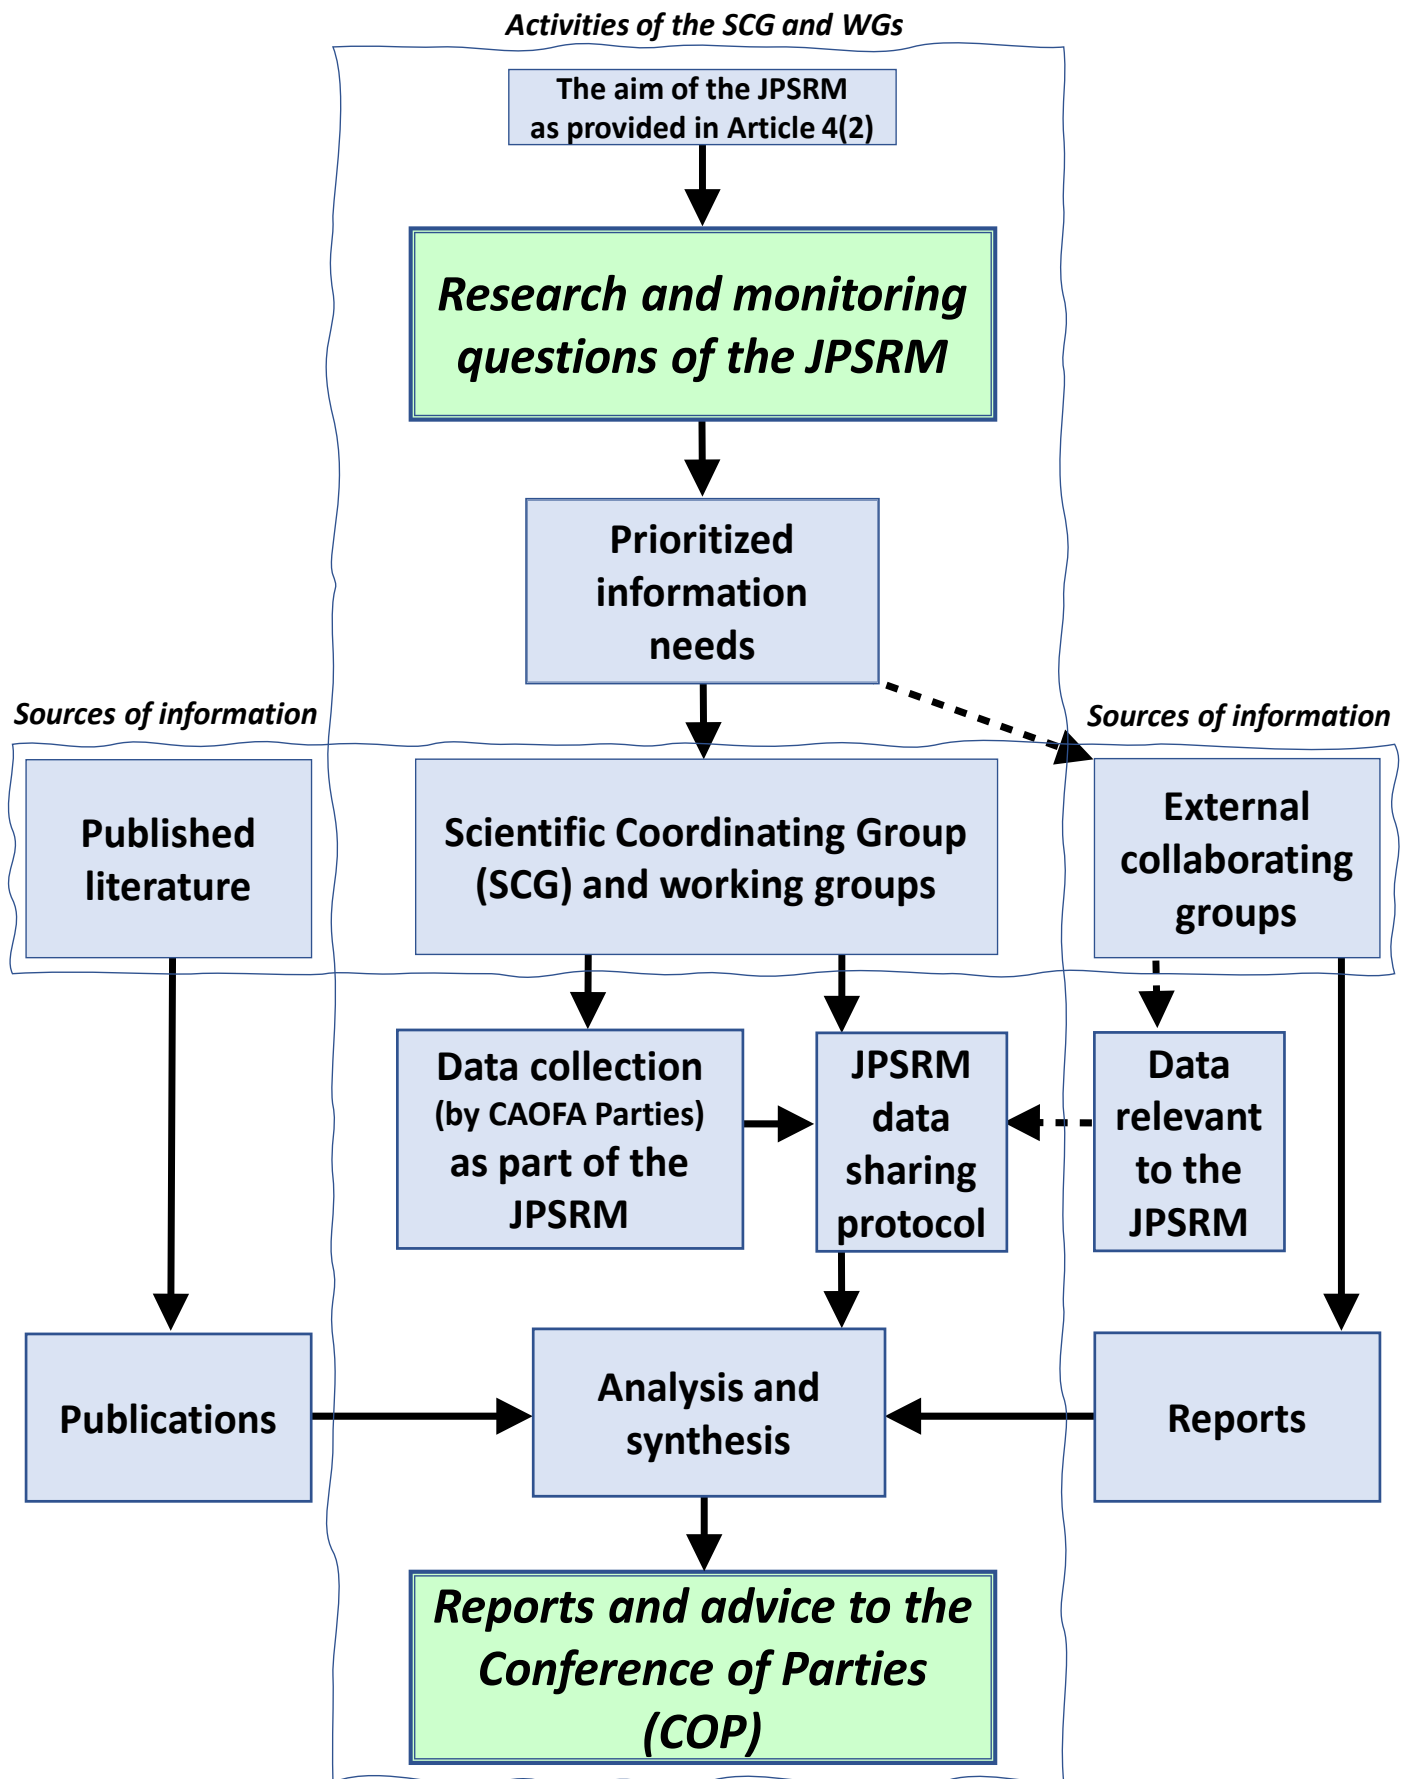 Activities of the SCG and WGs
The aim of the JPSRM
as provided in Article 4(2)
Research and monitoring
questions of the JPSRM
Prioritized
information
needs
Sources of information
Sources of information
Published
literature
Scientific Coordinating Group
(SCG) and working groups
External
collaborating
groups
Data collection
(by CAOFA Parties)
as part of the
JPSRM
JPSRM
data
sharing
protocol
Data
relevant
to the
JPSRM
Publications
Analysis and
synthesis
Reports
Reports and advice to the
Conference of Parties
(COP)